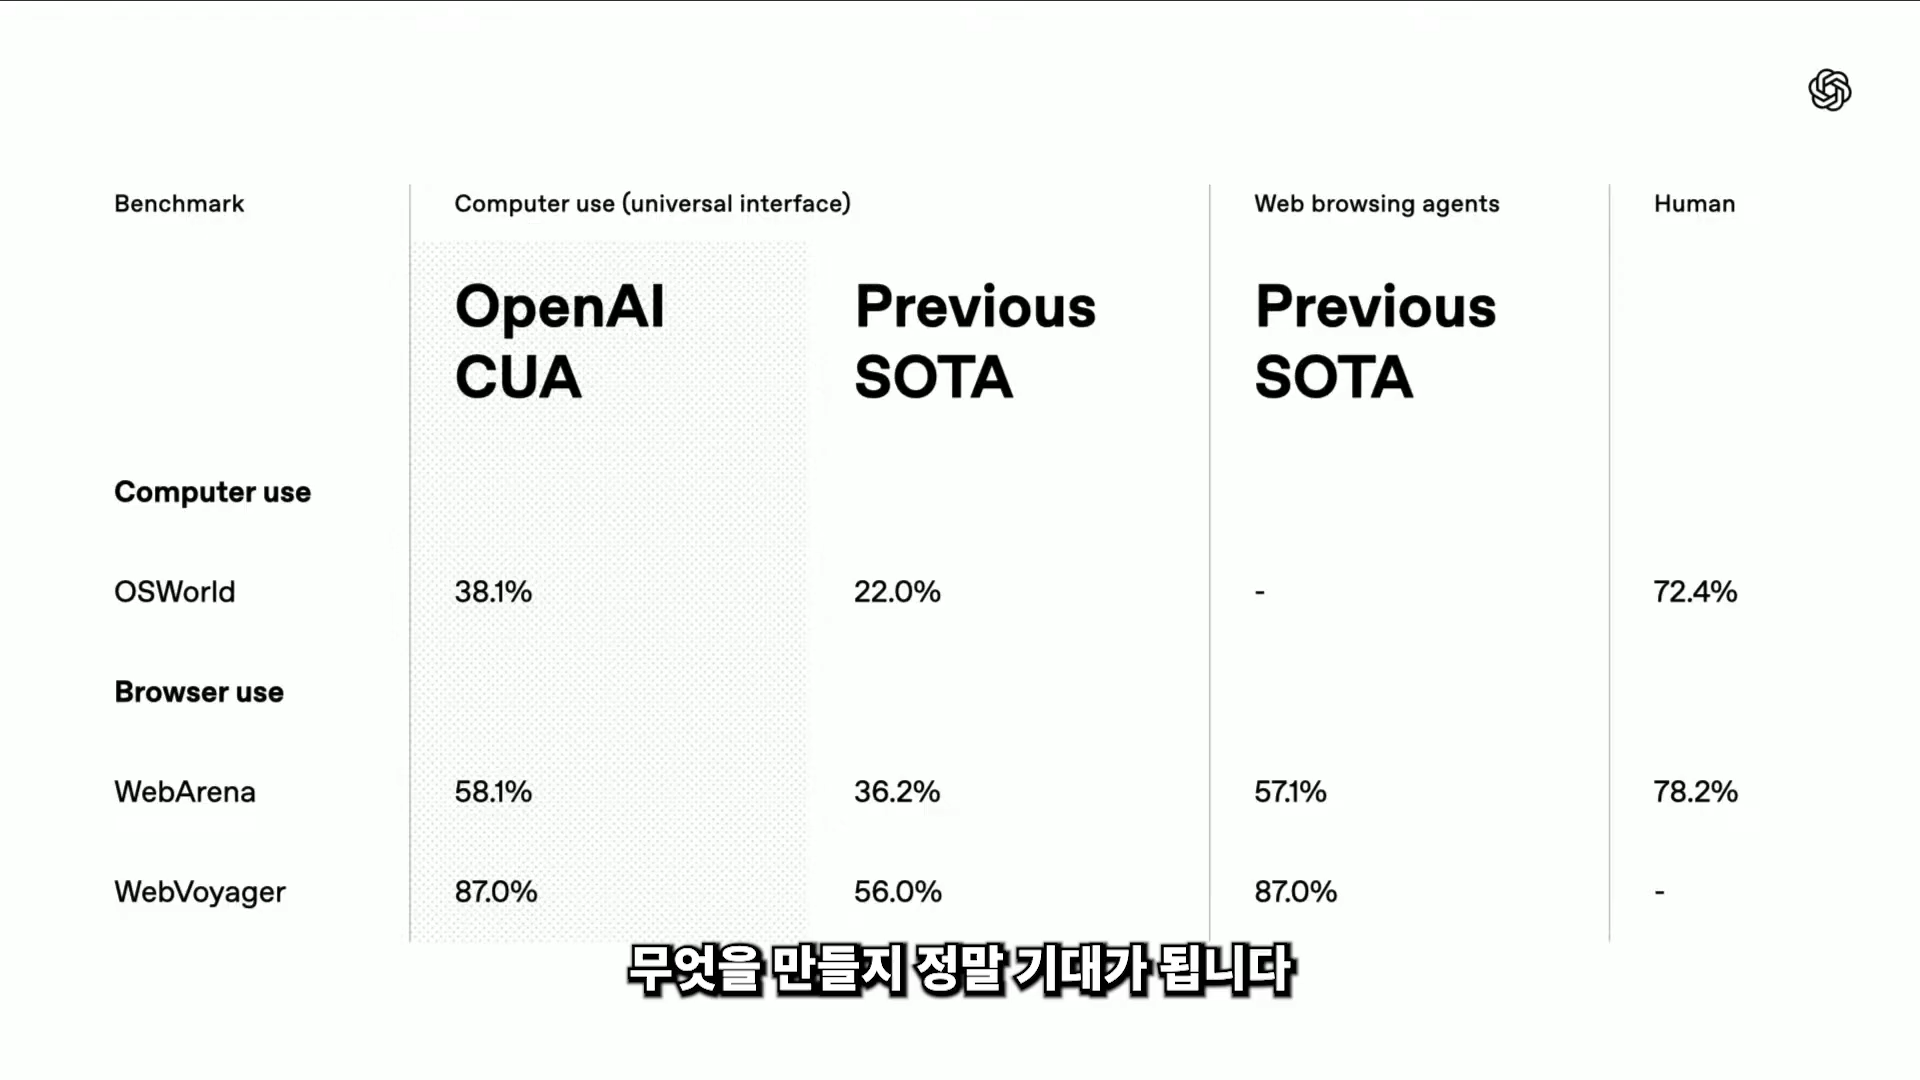 Benchmark
Computer use (universal interface)
Web browsing agents
Human
OpenAI
CUA
Previous
SOTA
Previous
SOTA
Computer use
OSWorld 38.1% 22.0% - 72.4%
Browser use
WebArena 58.1% 36.2% 57.1% 78.2%
WebVoyager 87.0% 56.0% 87.0% -
무엇을 만들지 정말 기대가 됩니다